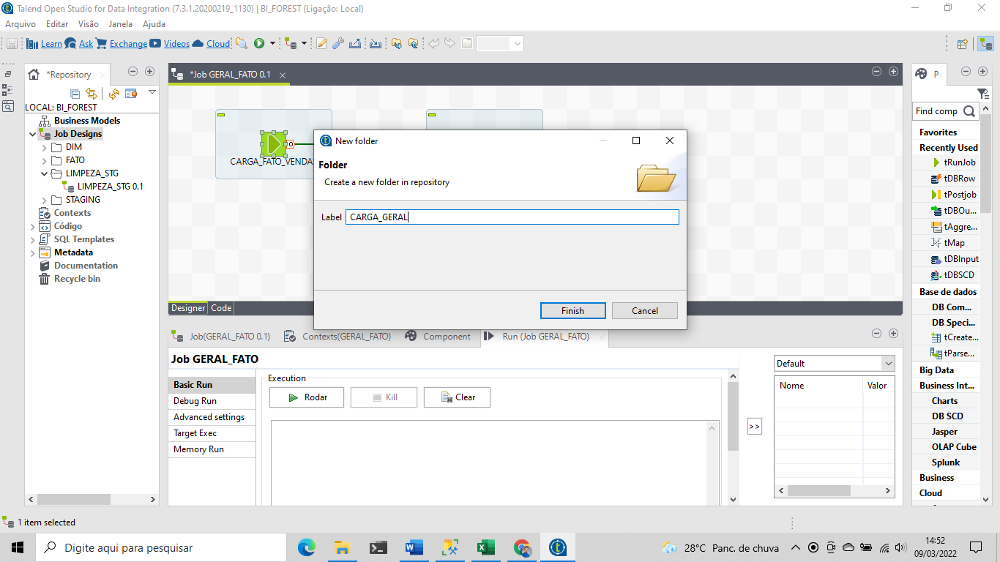 Talend Open Studio for Data Integration (7.3.1.20200219_1130) | BI_FOREST (Ligação: Local)
Arquivo Editar Visão Janela Ajuda
Learn Ask Exchange Videos Cloud
*Repository
LOCAL: BI_FOREST
Business Models
Job Designs
DIM
FATO
LIMPEZA_STG
LIMPEZA_STG 0.1
STAGING
Contexts
Código
SQL Templates
Metadata
Documentation
Recycle bin
*Job GERAL_FATO 0.1
CARGA_FATO_VENDAS
Designer Code
New folder
Folder
Create a new folder in repository
Label CARGA_GERAL
Finish Cancel
Job(GERAL_FATO 0.1) Contexts(GERAL_FATO) Component Run (Job GERAL_FATO)
Job GERAL_FATO
Basic Run
Debug Run
Advanced settings
Target Exec
Memory Run
Execution
Rodar Kill Clear
>>
Default
Nome Valor
P
Find comp
Favorites
Recently Used
tRunJob
tDBRow
tPostjob
tDBOu...
tAggre...
tMap
tDBInput
tDBSCD
Base de dados
DB Com...
DB Speci...
tCreate...
tParse...
Big Data
Business Int...
Charts
DB SCD
Jasper
OLAP Cube
Splunk
Business
Cloud
1 item selected
Digite aqui para pesquisar
28°C Panc. de chuva
14:52
09/03/2022